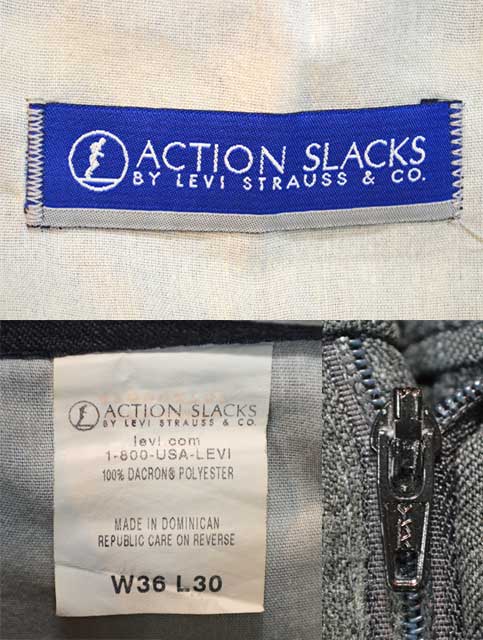 ACTION SLACKS
BY LEVI STRAUSS & CO.
ACTION SLACKS
BY LEVI STRAUSS & CO.
levi.com
1-800-USA-LEVI
100% DACRON® POLYESTER
MADE IN DOMINICAN
REPUBLIC CARE ON REVERSE
W36 L30